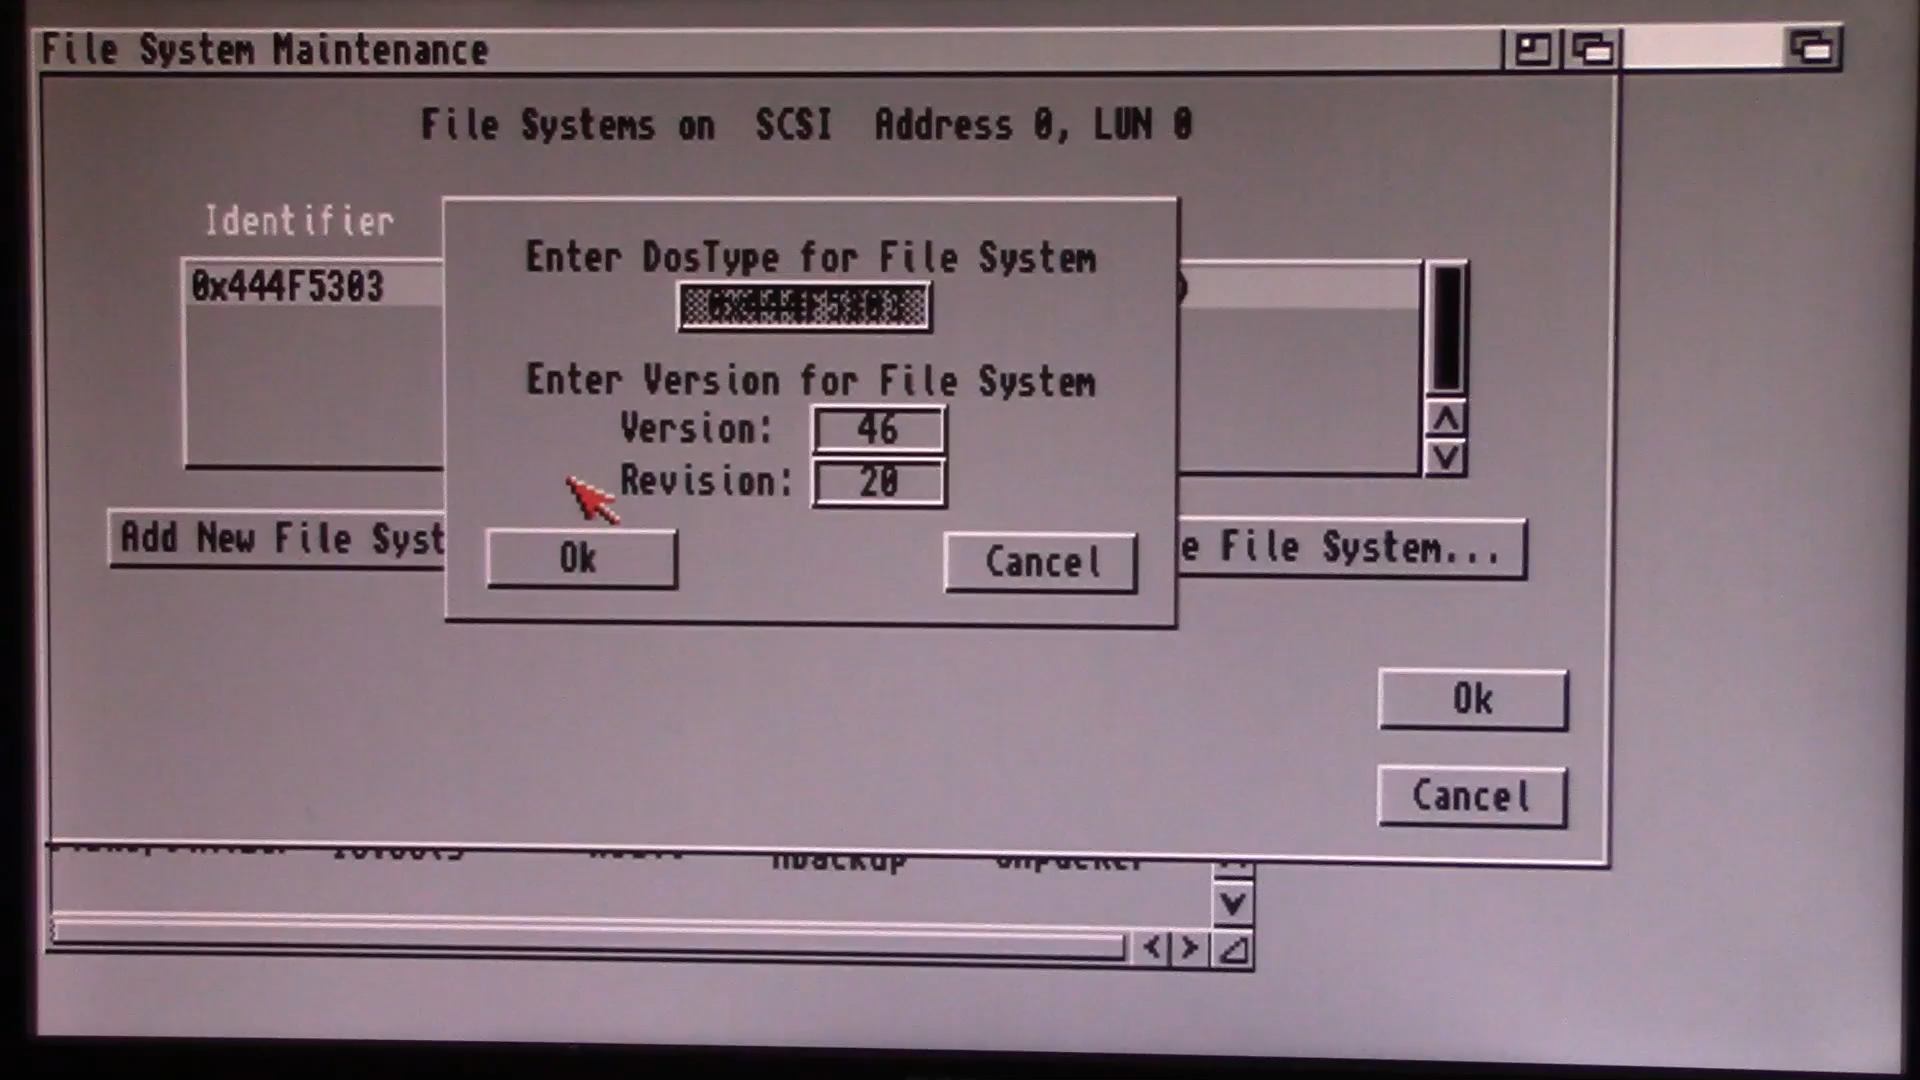 File System Maintenance
File Systems on SCSI Address 0, LUN 0
Identifier
0x444F5303
Enter DosType for File System
Enter Version for File System
Version: 46
Revision: 20
Ok
Cancel
Add New File Syst
e File System...
Ok
Cancel